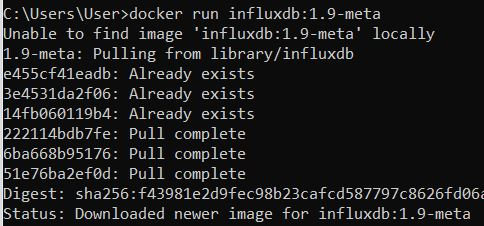 C:\Users\User>docker run influxdb:1.9-meta
Unable to find image 'influxdb:1.9-meta' locally
1.9-meta: Pulling from library/influxdb
e455cf41eadb: Already exists
3e4531da2f06: Already exists
14fb060119b4: Already exists
222114bdb7fe: Pull complete
6ba668b95176: Pull complete
51e76ba2ef0d: Pull complete
Digest: sha256:f43981e2d9fec98b23cafcd587797c8626fd06a
Status: Downloaded newer image for influxdb:1.9-meta